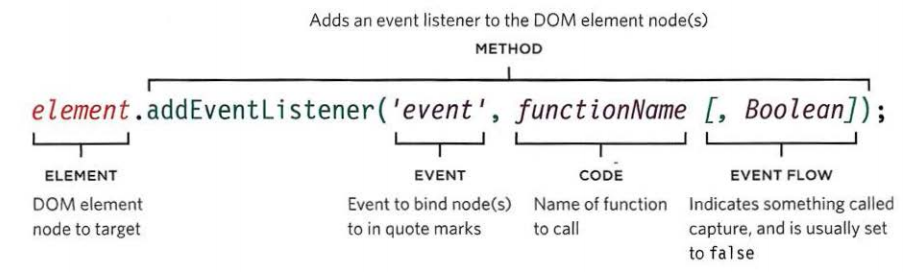 Adds an event listener to the DOM element node(s)
METHOD
element.addEventListener('event', functionName [, Boolean]);
ELEMENT
DOM element
node to target
EVENT
Event to bind node(s)
to in quote marks
CODE
Name of function
to call
EVENT FLOW
Indicates something called
capture, and is usually set
to false